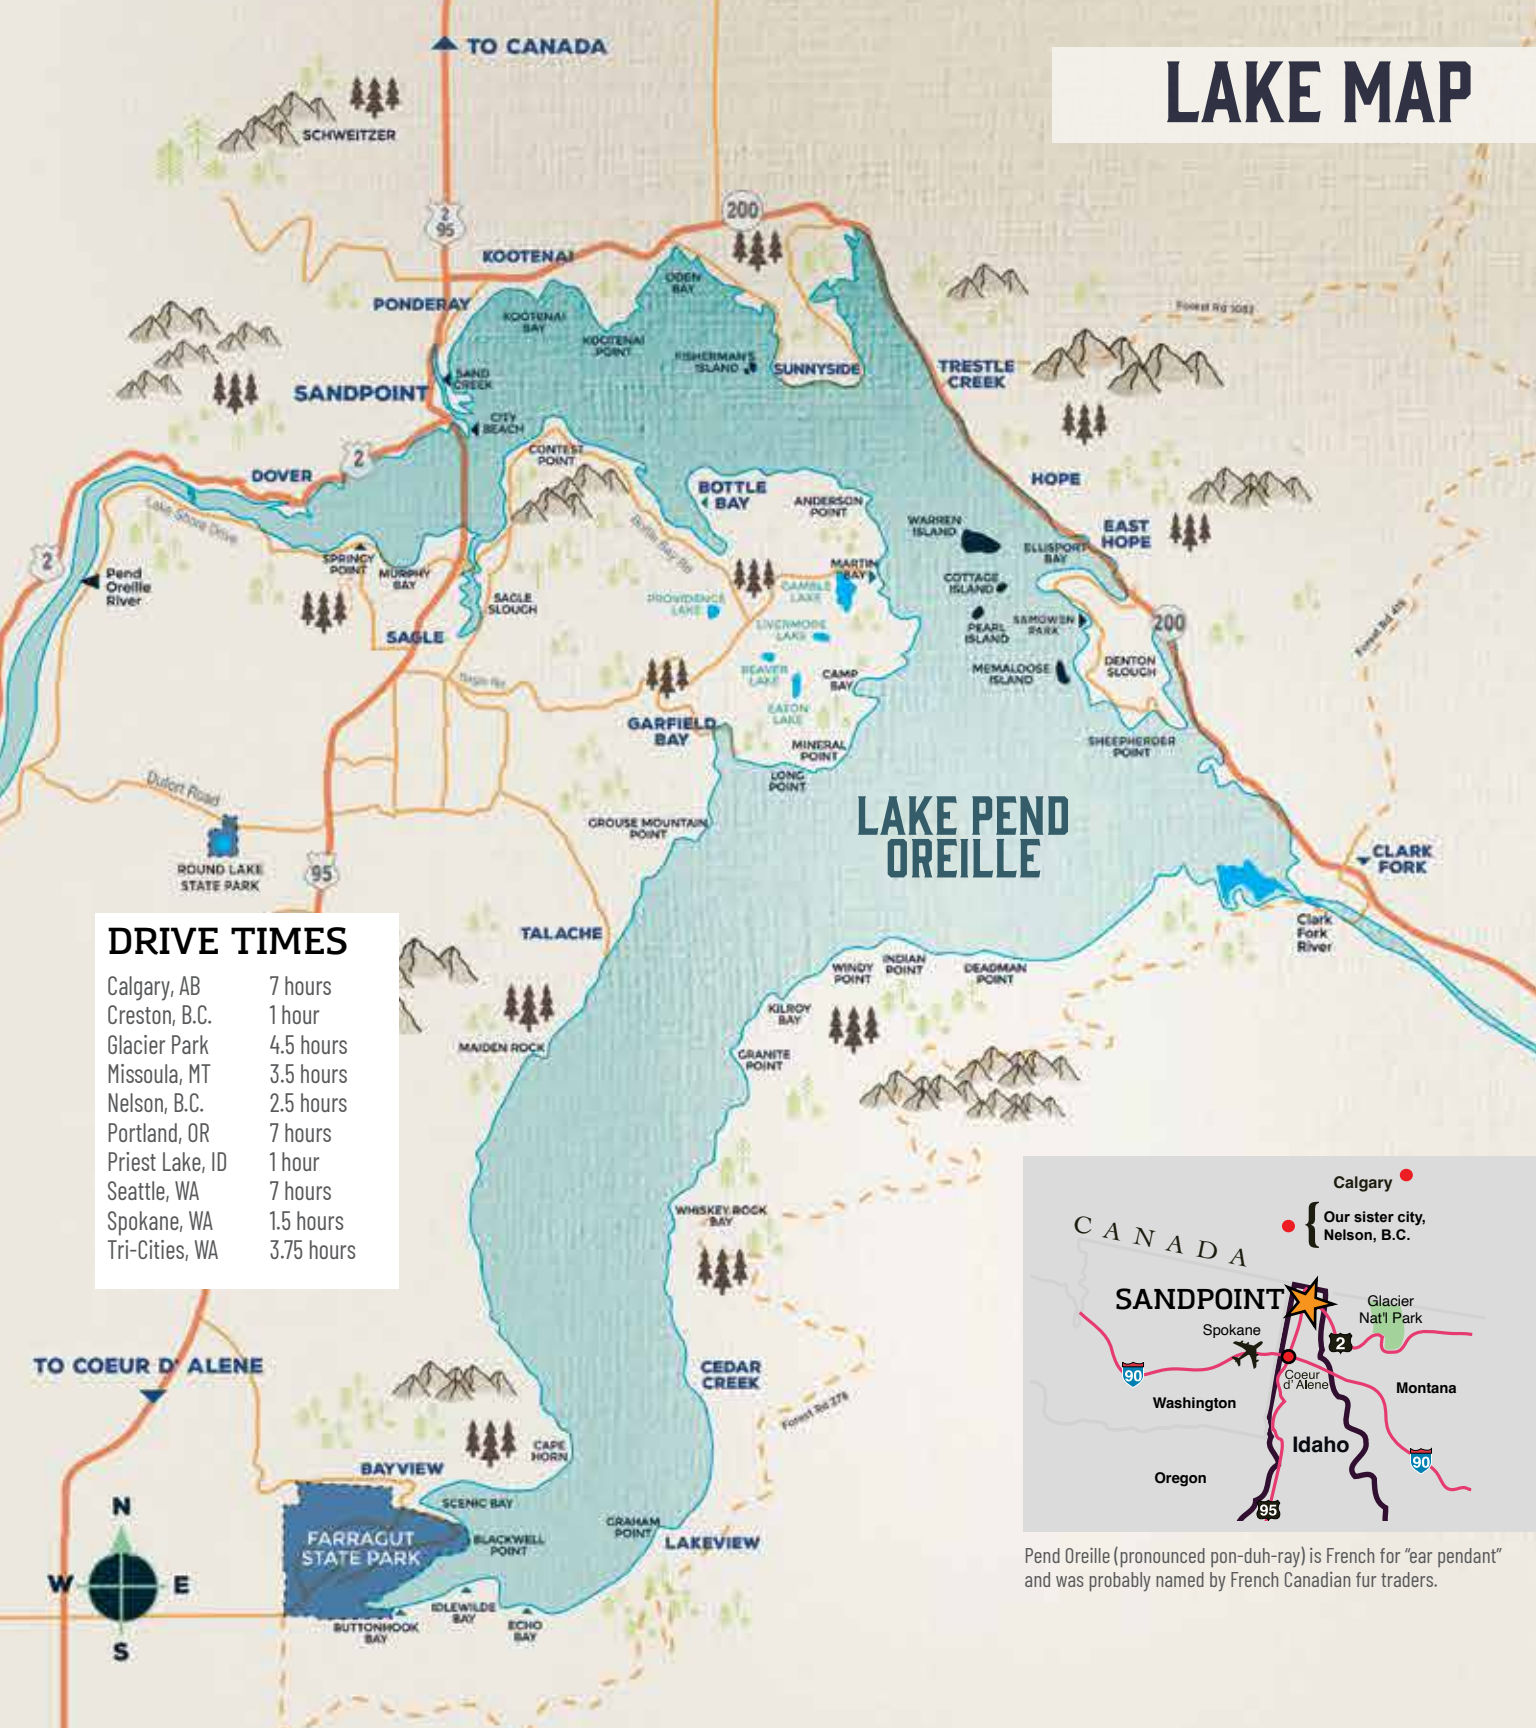 TO CANADA
LAKE MAP
SCHWEITZER
2
95
200
KOOTENAI
ODEN
BAY
PONDERAY
KOOTENAI
BAY
KOOTENAI
POINT
Forest Rd 1082
FISHERMAN'S
ISLAND
SUNNYSIDE
TRESTLE
CREEK
SAND
CREEK
SANDPOINT
CITY
BEACH
2
DOVER
CONTEST
POINT
BOTTLE
BAY
ANDERSON
POINT
HOPE
Lake Shore Drive
Bottle Bay Rd
WARREN
ISLAND
EAST
HOPE
ELLISPORT
BAY
2
Pend
Oreille
River
SPRINGY
POINT
MURPHY
BAY
MARTIN
BAY
GAMBLE
LAKE
COTTAGE
ISLAND
SAGLE
SLOUGH
PROVIDENCE
LAKE
LIVERMORE
LAKE
PEARL
ISLAND
SAMOWEN
PARK
200
SAGLE
BEAVER
LAKE
CAMP
BAY
MEMALOOSE
ISLAND
DENTON
SLOUGH
Sagle Rd
EATON
LAKE
GARFIELD
BAY
MINERAL
POINT
SHEEPHERDER
POINT
LONG
POINT
Dufort Road
LAKE PEND
OREILLE
GROUSE MOUNTAIN
POINT
ROUND LAKE
STATE PARK
95
CLARK
FORK
Clark
Fork
River
TALACHE
WINDY
POINT
INDIAN
POINT
DEADMAN
POINT
KILROY
BAY
MAIDEN ROCK
GRANITE
POINT
DRIVE TIMES
Calgary, AB 7 hours
Creston, B.C. 1 hour
Glacier Park 4.5 hours
Missoula, MT 3.5 hours
Nelson, B.C. 2.5 hours
Portland, OR 7 hours
Priest Lake, ID 1 hour
Seattle, WA 7 hours
Spokane, WA 1.5 hours
Tri-Cities, WA 3.75 hours
WHISKEY ROCK
BAY
Calgary
Our sister city,
Nelson, B.C.
CANADA
SANDPOINT
Glacier
Nat'l Park
Spokane
2
90
Coeur
d' Alene
Washington
Montana
Idaho
90
Oregon
95
TO COEUR D' ALENE
CEDAR
CREEK
Forest Rd 278
CAPE
HORN
BAYVIEW
SCENIC BAY
N
W
E
S
FARRAGUT
STATE PARK
BLACKWELL
POINT
GRAHAM
POINT
LAKEVIEW
IDLEWILDE
BAY
BUTTONHOOK
BAY
ECHO
BAY
Pend Oreille (pronounced pon-duh-ray) is French for “ear pendant”
and was probably named by French Canadian fur traders.